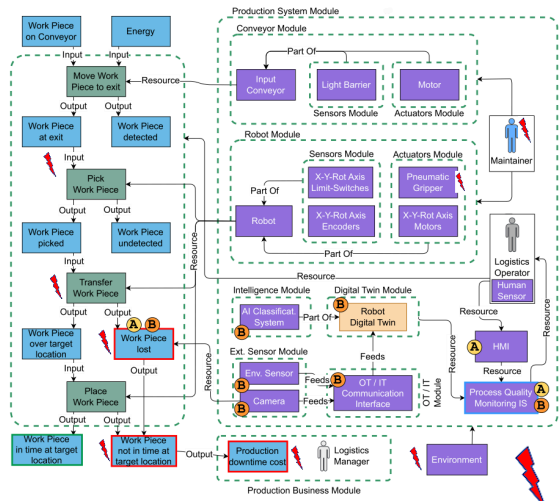 Production System Module
Work Piece
on Conveyor
Energy
Conveyor Module
Input
Input
Part Of
Move Work
Piece to exit
Resource
Input
Conveyor
Light Barrier
Motor
Output
Output
Sensors Module
Actuators Module
Work Piece
at exit
Work Piece
detected
Robot Module
Maintainer
Input
Sensors Module
Actuators Module
Pick
Work Piece
X-Y-Rot Axis
Limit-Switches
Pneumatic
Gripper
Part Of
Output
Output
Robot
X-Y-Rot Axis
Encoders
X-Y-Rot Axis
Motors
Work Piece
picked
Work Piece
undetected
Part Of
Input
Resource
Resource
Logistics
Operator
Transfer
Work Piece
Intelligence Module
Digital Twin Module
Human
Sensor
Output
Output
AI Classificat.
System
B
Part Of
B
Robot
Digital Twin
Resource
A
B
Work Piece
over target
location
Work Piece
lost
Resource
Resource
HMI
A
Ext. Sensor Module
Feeds
Input
Output
Resource
Env. Sensor
B
Feeds
B
OT / IT
Communication
Interface
OT / IT
Module
Resource
Place
Work Piece
Camera
B
Feeds
Process Quality
Monitoring IS
A
B
Output
Output
Work Piece
in time at target
location
Work Piece
not in time at
target location
Output
Production
downtime cost
Logistics
Manager
Environment
Production Business Module